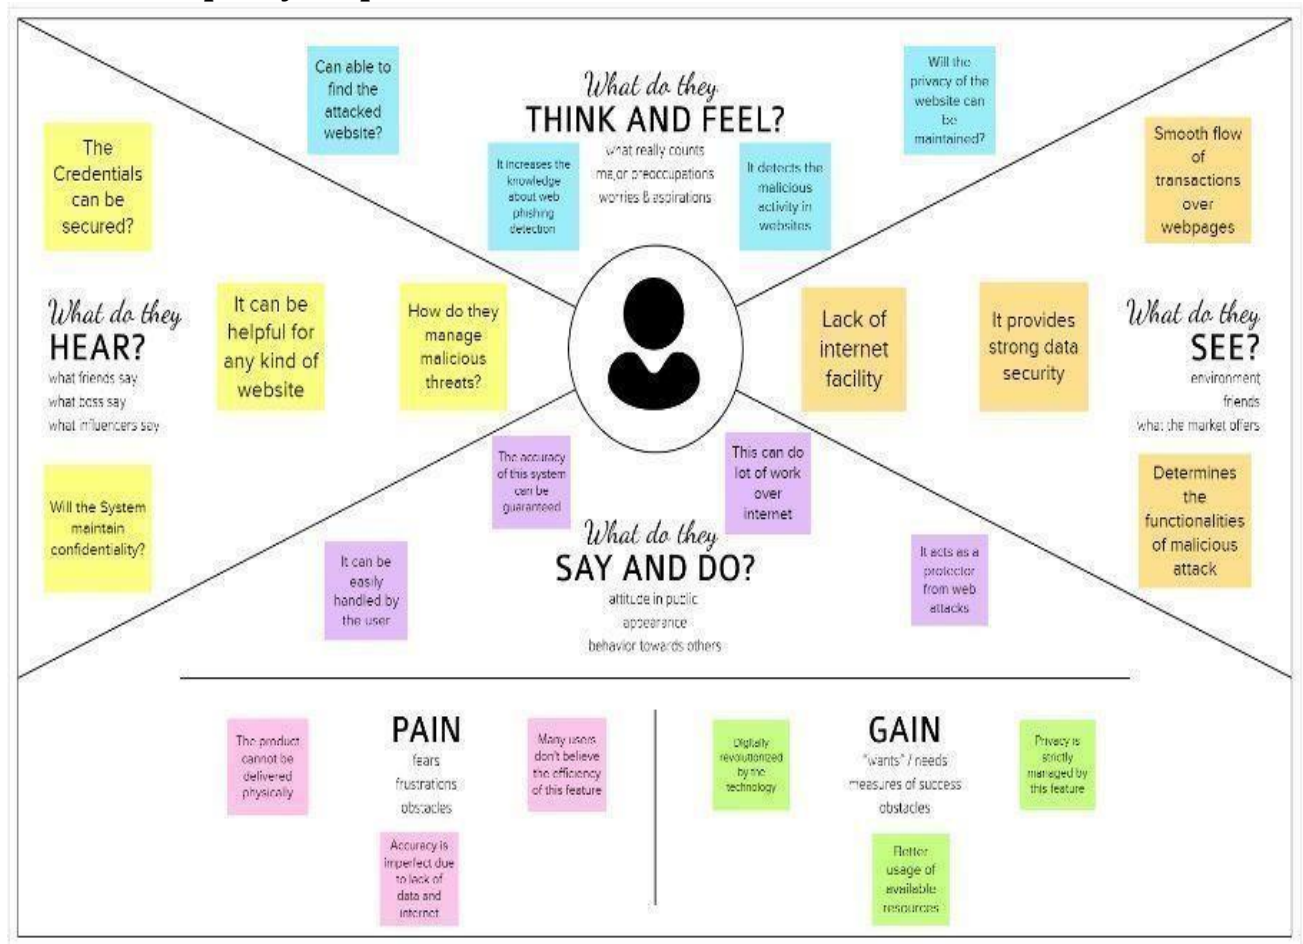 Can able to
find the
attacked
website?
What do they
THINK AND FEEL?
what really counts
major preoccupations
worries & aspirations
It increases the
knowledge
about web
phishing
detection
It detects the
malicious
activity in
websites
Will the
privacy of the
website can
be
maintained?
The
Credentials
can be
secured?
What do they
HEAR?
what friends say
what boss say
what influencers say
It can be
helpful for
any kind of
website
How do they
manage
malicious
threats?
Will the System
maintain
confidentiality?
Smooth flow
of
transactions
over
webpages
Lack of
internet
facility
It provides
strong data
security
What do they
SEE?
environment
friends
what the market offers
Determines
the
functionalities
of malicious
attack
The accuracy
of this system
can be
guaranteed
This can do
lot of work
over
internet
What do they
SAY AND DO?
attitude in public
appearance
behavior towards others
It can be
easily
handled by
the user
It acts as a
protector
from web
attacks
The product
cannot be
delivered
physically
PAIN
fears
frustrations
obstacles
Many users
don't believe
the efficiency
of this feature
Accuracy is
imperfect due
to lack of
data and
internet
Digitally
revolutionized
by the
technology
GAIN
"wants" / needs
measures of success
obstacles
Privacy is
strictly
managed by
this feature
Better
usage of
available
resources